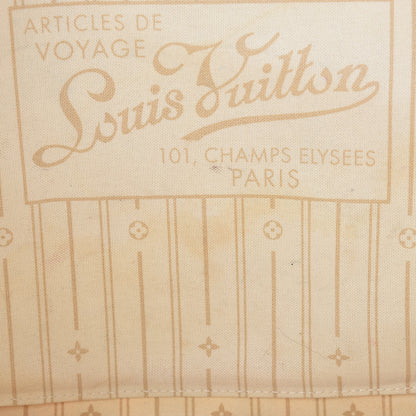 ARTICLES DE
VOYAGE
Louis Vuitton
101, CHAMPS ELYSEES
PARIS